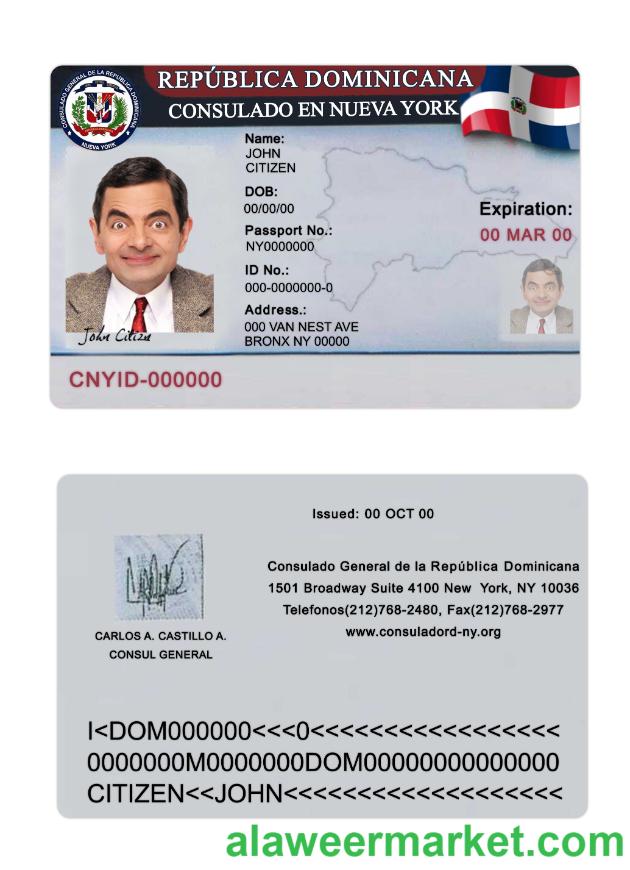 CONSULADO GENERAL DE LA REPÚBLICA DOMINICANA
NUEVA YORK
REPÚBLICA DOMINICANA
CONSULADO EN NUEVA YORK
Name:
JOHN
CITIZEN
DOB:
00/00/00
Passport No.:
NY0000000
ID No.:
000-0000000-0
Address.:
000 VAN NEST AVE
BRONX NY 00000
Expiration:
00 MAR 00
John Citizen
CNYID-000000
Issued: 00 OCT 00
Consulado General de la República Dominicana
1501 Broadway Suite 4100 New York, NY 10036
Telefonos(212)768-2480, Fax(212)768-2977
www.consuladord-ny.org
CARLOS A. CASTILLO A.
CONSUL GENERAL
I<DOM000000<<<0<<<<<<<<<<<<<<<<<
0000000M0000000DOM00000000000000
CITIZEN<<JOHN<<<<<<<<<<<<<<<<<<<
alaweermarket.com